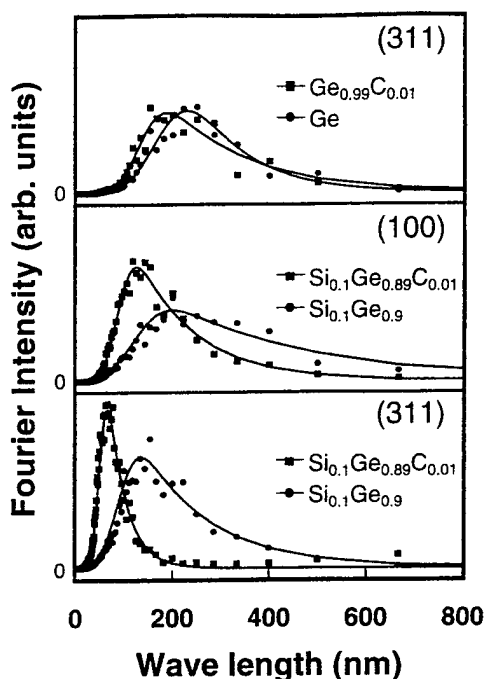 Fourier Intensity (arb. units)
(311)
Ge0.99C0.01
Ge
0
(100)
Si0.1Ge0.89C0.01
Si0.1Ge0.9
0
(311)
Si0.1Ge0.89C0.01
Si0.1Ge0.9
0
0 200 400 600 800
Wave length (nm)